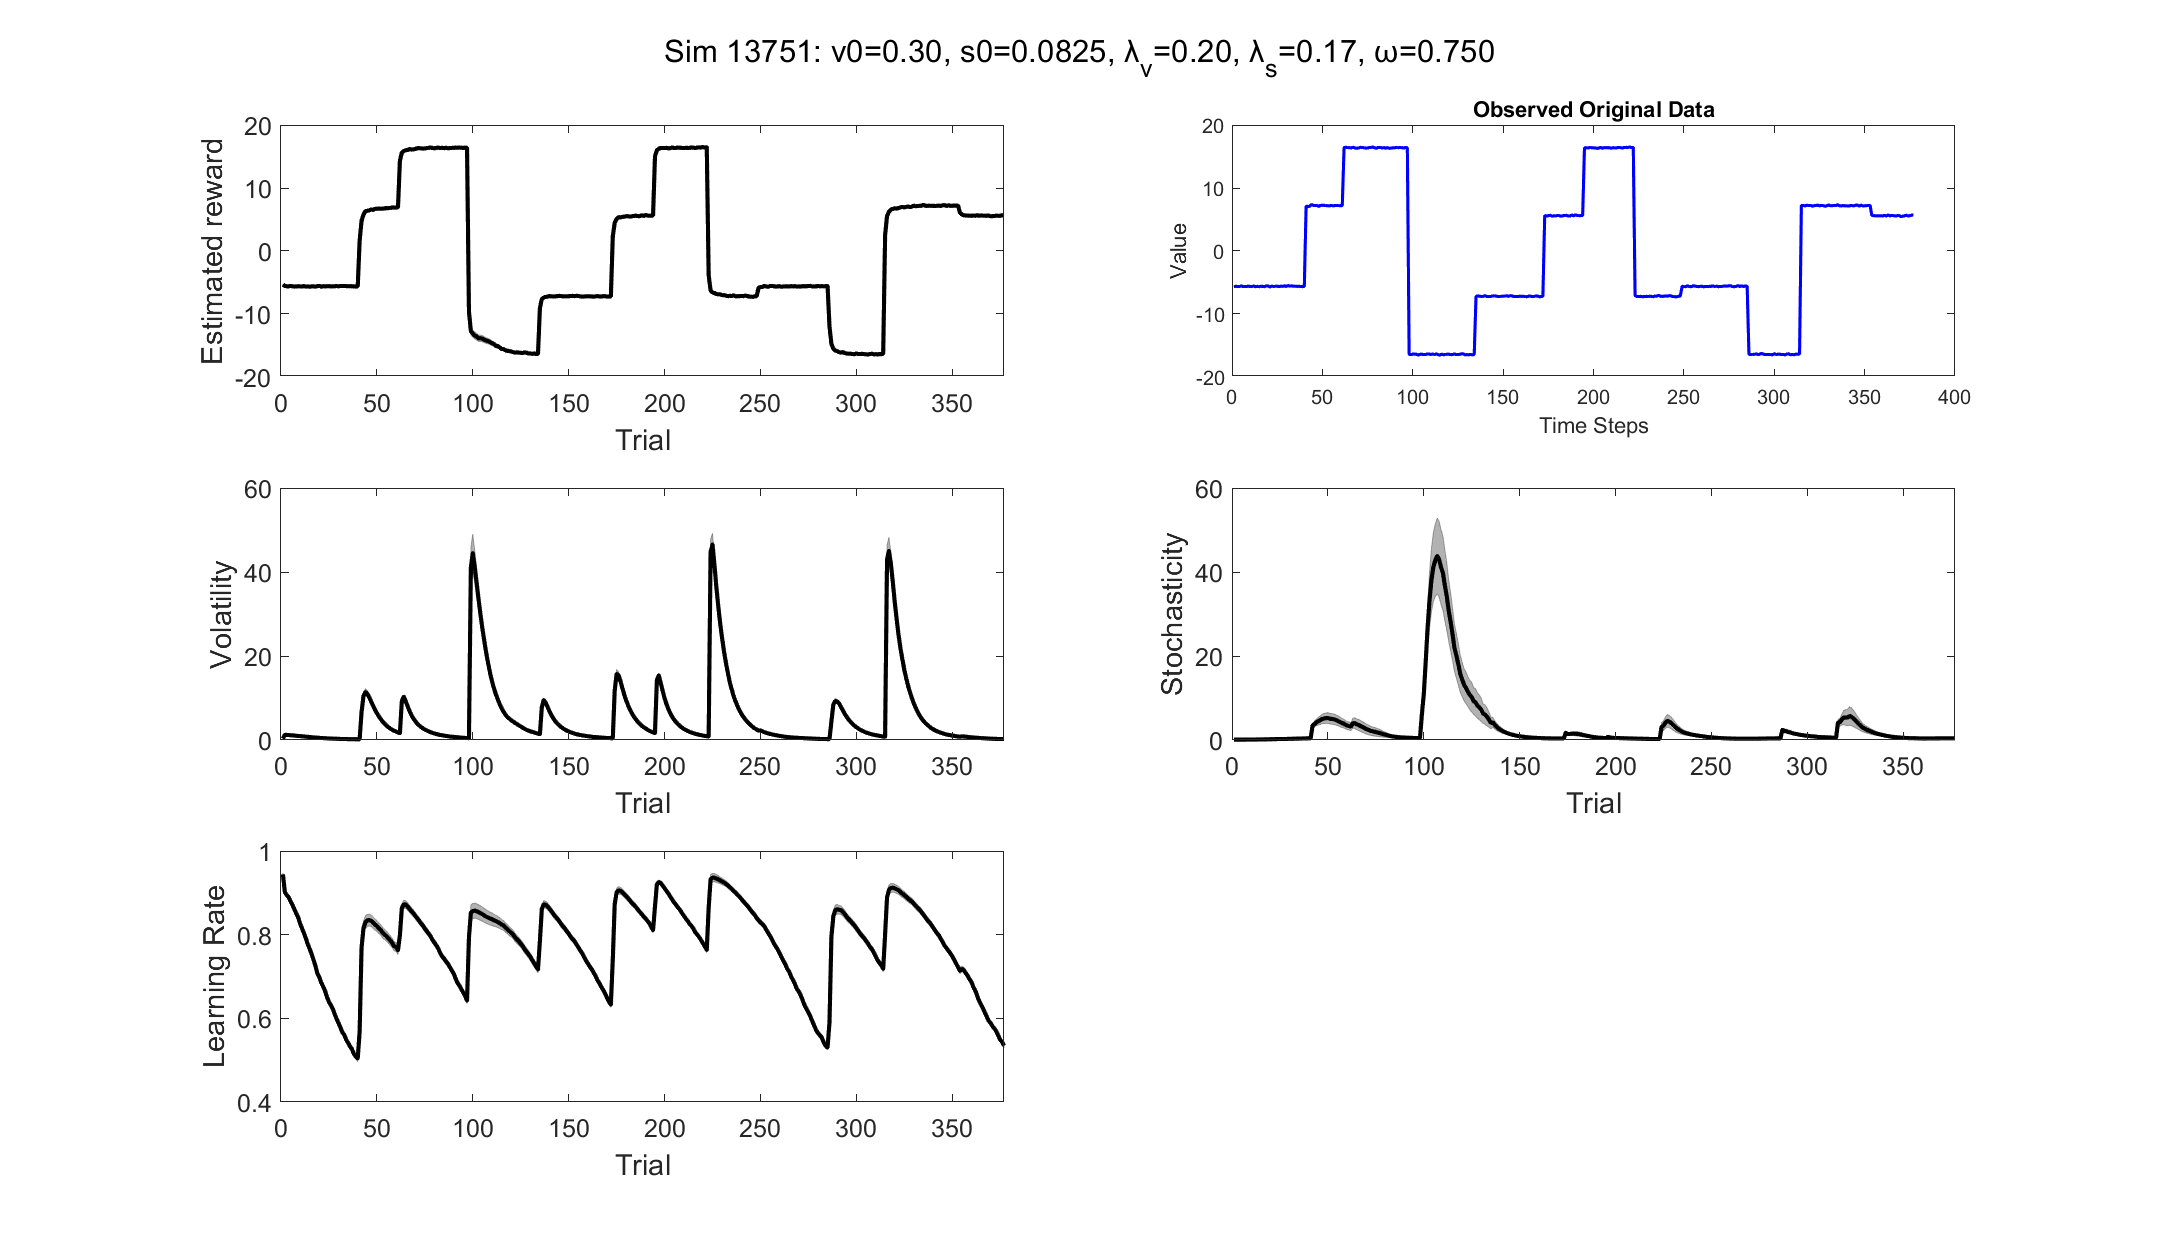 Sim 13751: v0=0.30, s0=0.0825, λ_v=0.20, λ_s=0.17, ω=0.750
20
10
0
-10
-20
Estimated reward
0 50 100 150 200 250 300 350
Trial
Observed Original Data
20
10
0
-10
-20
Value
0 50 100 150 200 250 300 350 400
Time Steps
60
40
20
0
Volatility
0 50 100 150 200 250 300 350
Trial
60
40
20
0
Stochasticity
0 50 100 150 200 250 300 350
Trial
1
0.8
0.6
0.4
Learning Rate
0 50 100 150 200 250 300 350
Trial